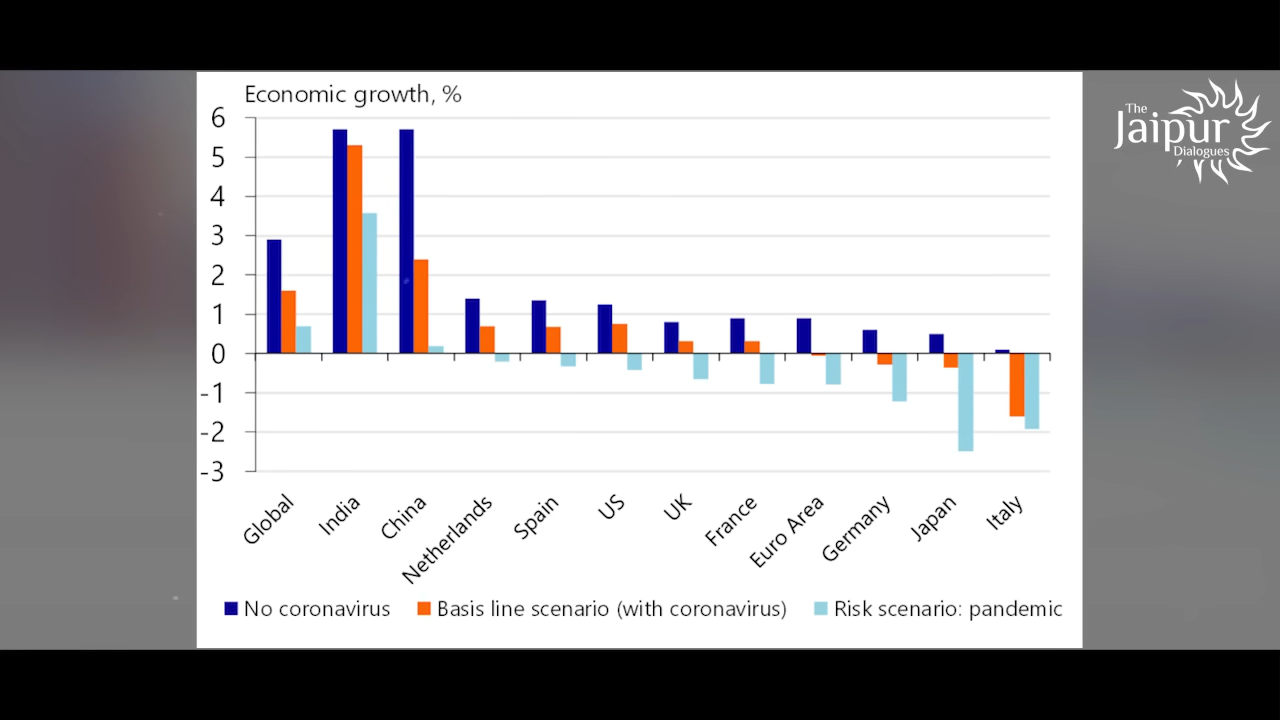 Economic growth, %
The
Jaipur
Dialogues
6
5
4
3
2
1
0
-1
-2
-3
Global
India
China
Netherlands
Spain
US
UK
France
Euro Area
Germany
Japan
Italy
No coronavirus
Basis line scenario (with coronavirus)
Risk scenario: pandemic